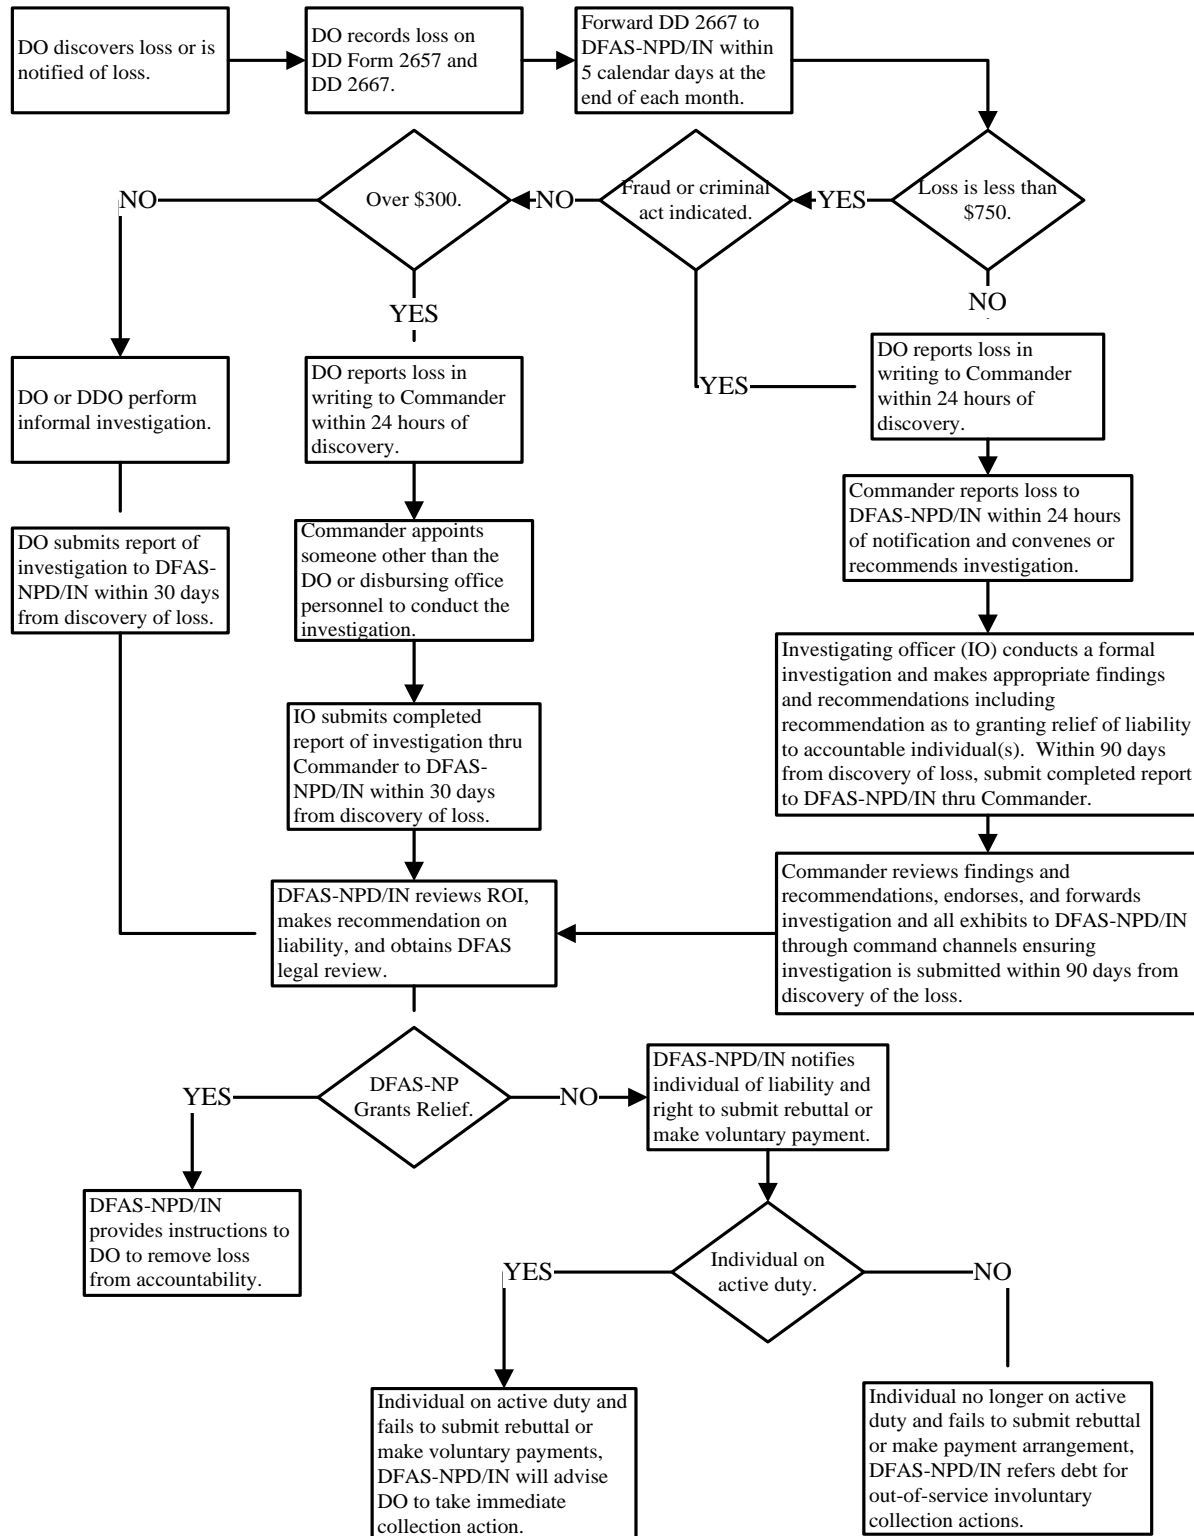 DO discovers loss or is
notified of loss.
DO records loss on
DD Form 2657 and
DD 2667.
Forward DD 2667 to
DFAS-NPD/IN within
5 calendar days at the
end of each month.
Loss is less than
$750.
YES
Fraud or criminal
act indicated.
NO
Over $300.
NO
YES
YES
NO
DO or DDO perform
informal investigation.
DO submits report of
investigation to DFAS-
NPD/IN within 30 days
from discovery of loss.
DO reports loss in
writing to Commander
within 24 hours of
discovery.
Commander appoints
someone other than the
DO or disbursing office
personnel to conduct the
investigation.
IO submits completed
report of investigation thru
Commander to DFAS-
NPD/IN within 30 days
from discovery of loss.
DO reports loss in
writing to Commander
within 24 hours of
discovery.
Commander reports loss to
DFAS-NPD/IN within 24 hours
of notification and convenes or
recommends investigation.
Investigating officer (IO) conducts a formal
investigation and makes appropriate findings
and recommendations including
recommendation as to granting relief of liability
to accountable individual(s).  Within 90 days
from discovery of loss, submit completed report
to DFAS-NPD/IN thru Commander.
Commander reviews findings and
recommendations, endorses, and forwards
investigation and all exhibits to DFAS-NPD/IN
through command channels ensuring
investigation is submitted within 90 days from
discovery of the loss.
DFAS-NPD/IN reviews ROI,
makes recommendation on
liability, and obtains DFAS
legal review.
DFAS-NP
Grants Relief.
YES
NO
DFAS-NPD/IN
provides instructions to
DO to remove loss
from accountability.
DFAS-NPD/IN notifies
individual of liability and
right to submit rebuttal or
make voluntary payment.
Individual on
active duty.
YES
NO
Individual on active duty and
fails to submit rebuttal or
make voluntary payments,
DFAS-NPD/IN will advise
DO to take immediate
collection action.
Individual no longer on active
duty and fails to submit rebuttal
or make payment arrangement,
DFAS-NPD/IN refers debt for
out-of-service involuntary
collection actions.